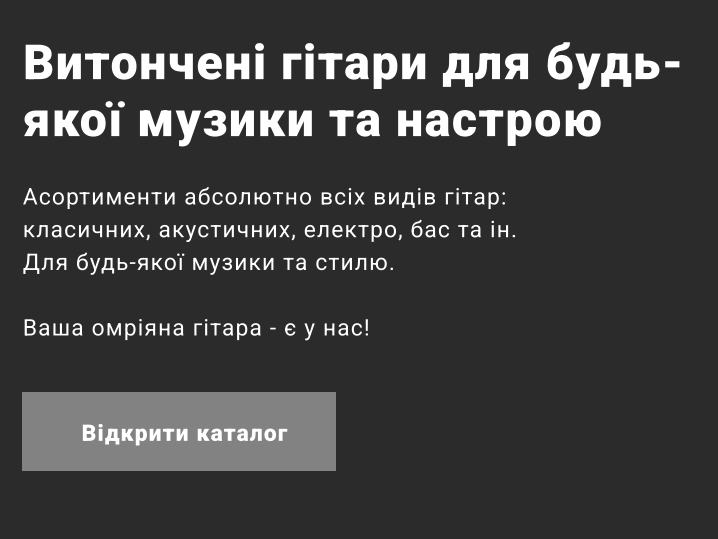 Витончені гітари для будь-
якої музики та настрою
Асортименти абсолютно всіх видів гітар:
класичних, акустичних, електро, бас та ін.
Для будь-якої музики та стилю.
Ваша омріяна гітара - є у нас!
Відкрити каталог